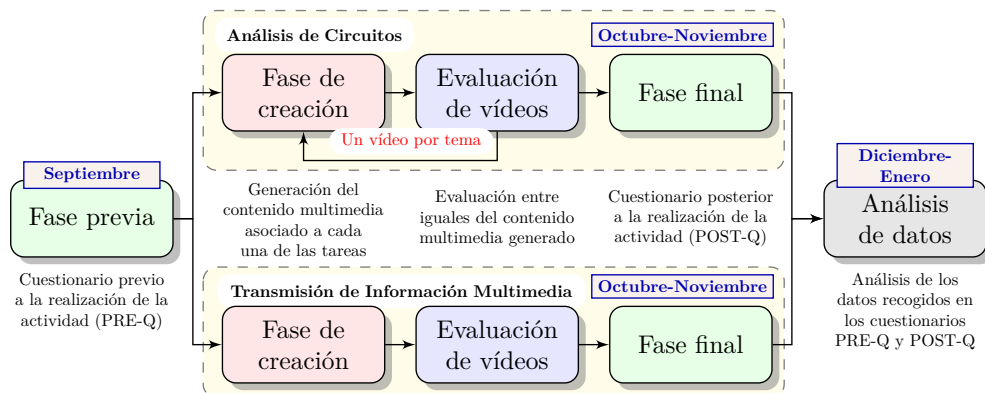 Análisis de Circuitos
Octubre-Noviembre
Fase de
creación
Evaluación
de vídeos
Fase final
Un vídeo por tema
Septiembre
Fase previa
Cuestionario previo
a la realización de la
actividad (PRE-Q)
Generación del
contenido multimedia
asociado a cada
una de las tareas
Evaluación entre
iguales del contenido
multimedia generado
Cuestionario posterior
a la realización de la
actividad (POST-Q)
Diciembre-
Enero
Análisis
de datos
Análisis de los
datos recogidos en
los cuestionarios
PRE-Q y POST-Q
Transmisión de Información Multimedia
Octubre-Noviembre
Fase de
creación
Evaluación
de vídeos
Fase final